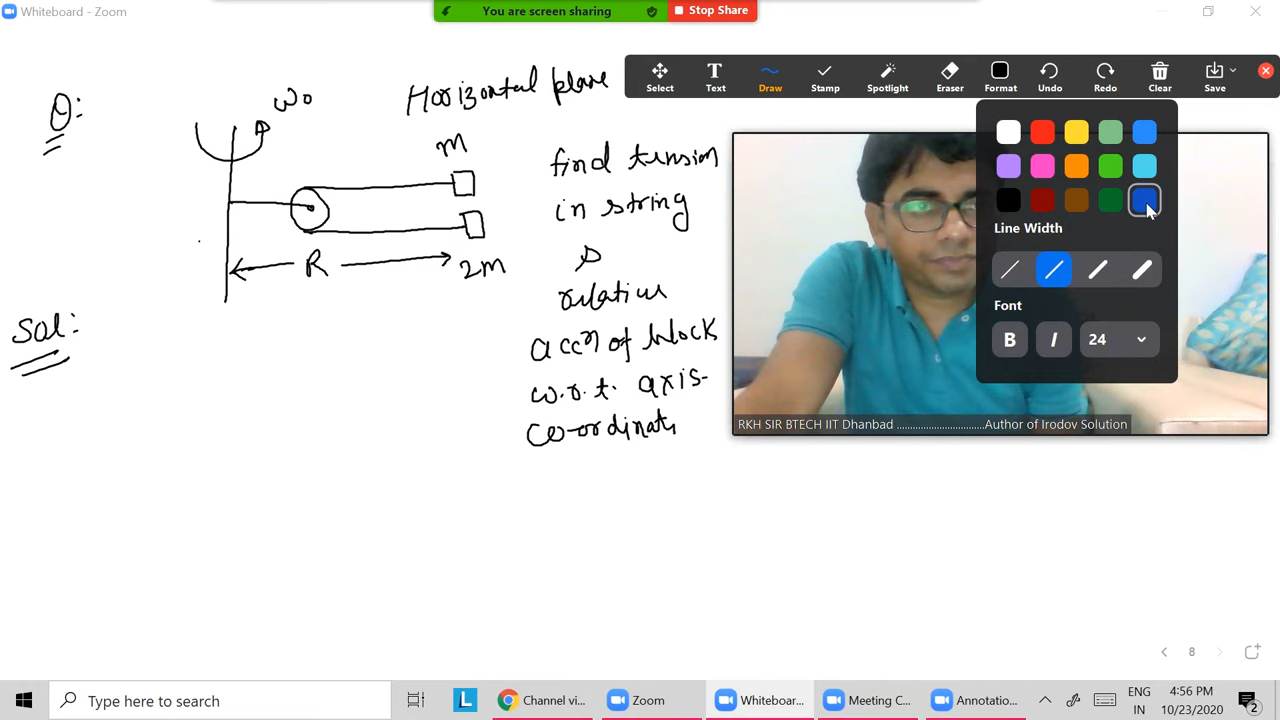 Whiteboard - Zoom
You are screen sharing
Stop Share
Select
Text
Draw
Stamp
Spotlight
Eraser
Format
Undo
Redo
Clear
Save
Q:
ω₀
Horizontal plane
m
R
2m
find tension
in string
&
relative
accⁿ of block
w.r.t. axis
co-ordinate
Sol:
Line Width
Font
B
I
24
RKH SIR BTECH IIT Dhanbad ...............................Author of Irodov Solution
8
Type here to search
L
Channel vi...
Zoom
Whiteboar...
Meeting C...
Annotatio...
ENG
IN
4:56 PM
10/23/2020
2